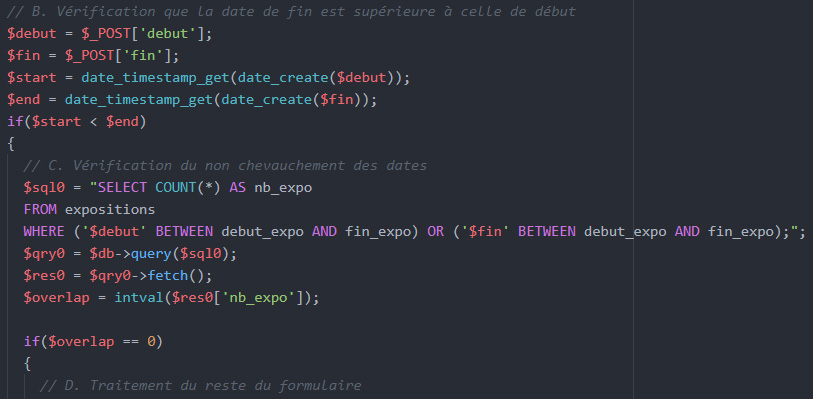 // B. Vérification que la date de fin est supérieure à celle de début
$debut = $_POST['debut'];
$fin = $_POST['fin'];
$start = date_timestamp_get(date_create($debut));
$end = date_timestamp_get(date_create($fin));
if($start < $end)
{
// C. Vérification du non chevauchement des dates
$sql0 = "SELECT COUNT(*) AS nb_expo
FROM expositions
WHERE ('$debut' BETWEEN debut_expo AND fin_expo) OR ('$fin' BETWEEN debut_expo AND fin_expo);";
$qry0 = $db->query($sql0);
$res0 = $qry0->fetch();
$overlap = intval($res0['nb_expo']);
if($overlap == 0)
{
// D. Traitement du reste du formulaire